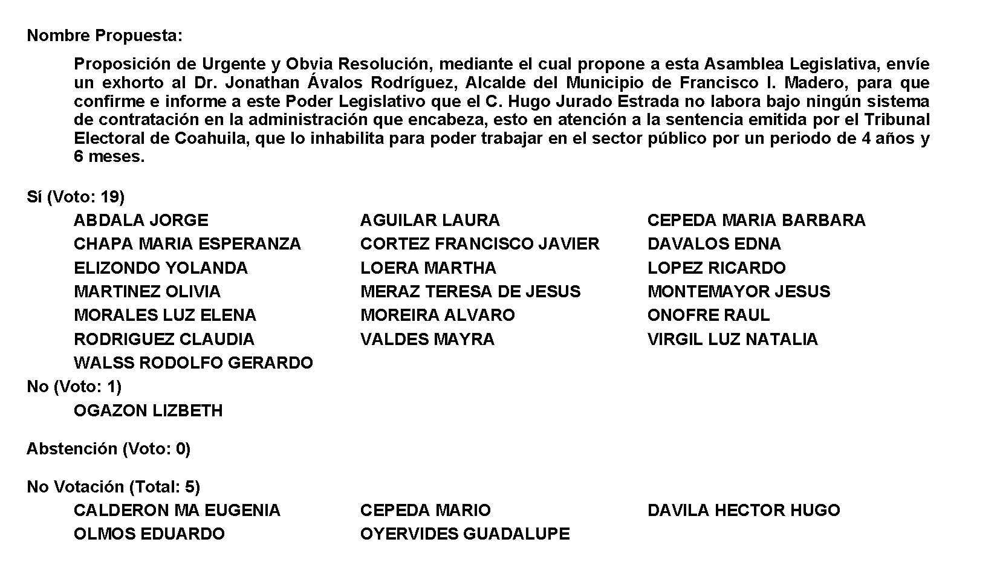 Nombre Propuesta:
Proposición de Urgente y Obvia Resolución, mediante el cual propone a esta Asamblea Legislativa, envíe
un exhorto al Dr. Jonathan Ávalos Rodríguez, Alcalde del Municipio de Francisco I. Madero, para que
confirme e informe a este Poder Legislativo que el C. Hugo Jurado Estrada no labora bajo ningún sistema
de contratación en la administración que encabeza, esto en atención a la sentencia emitida por el Tribunal
Electoral de Coahuila, que lo inhabilita para poder trabajar en el sector público por un periodo de 4 años y
6 meses.
Sí (Voto: 19)
ABDALA JORGE AGUILAR LAURA CEPEDA MARIA BARBARA
CHAPA MARIA ESPERANZA CORTEZ FRANCISCO JAVIER DAVALOS EDNA
ELIZONDO YOLANDA LOERA MARTHA LOPEZ RICARDO
MARTINEZ OLIVIA MERAZ TERESA DE JESUS MONTEMAYOR JESUS
MORALES LUZ ELENA MOREIRA ALVARO ONOFRE RAUL
RODRIGUEZ CLAUDIA VALDES MAYRA VIRGIL LUZ NATALIA
WALSS RODOLFO GERARDO
No (Voto: 1)
OGAZON LIZBETH
Abstención (Voto: 0)
No Votación (Total: 5)
CALDERON MA EUGENIA CEPEDA MARIO DAVILA HECTOR HUGO
OLMOS EDUARDO OYERVIDES GUADALUPE